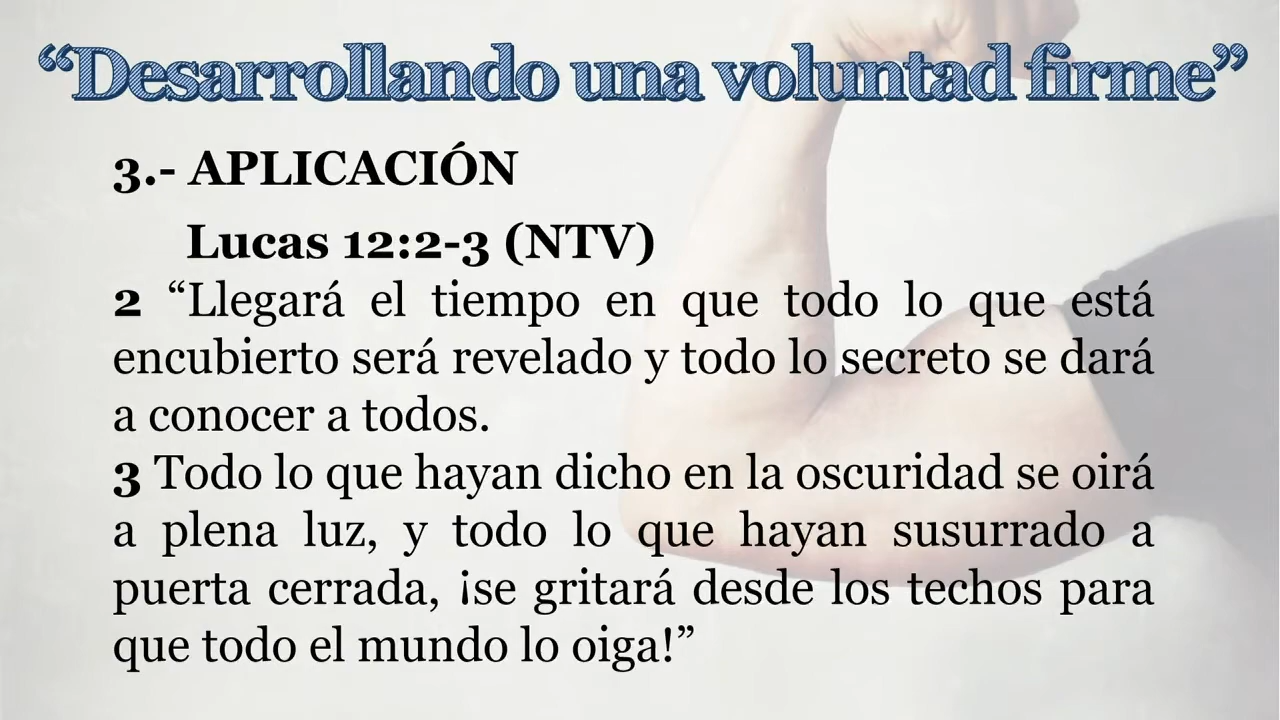 “Desarrollando una voluntad firme”
3.- APLICACIÓN
Lucas 12:2-3 (NTV)
2 “Llegará el tiempo en que todo lo que está
encubierto será revelado y todo lo secreto se dará
a conocer a todos.
3 Todo lo que hayan dicho en la oscuridad se oirá
a plena luz, y todo lo que hayan susurrado a
puerta cerrada, ¡se gritará desde los techos para
que todo el mundo lo oiga!”